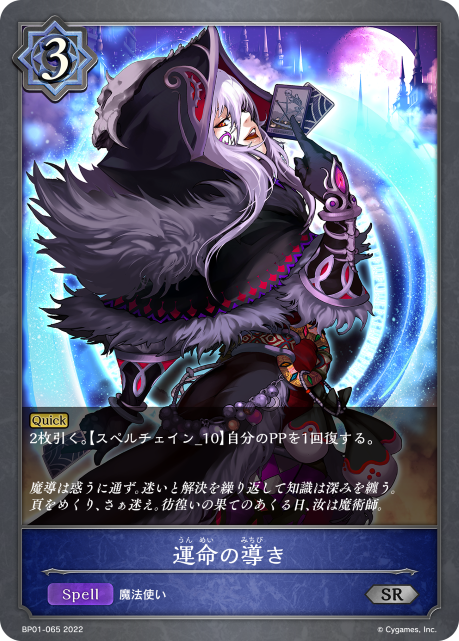 3
Quick
2枚引く。【スペルチェイン_10】自分のPPを1回復する。
魔導は惑うに通ず。迷いと解決を繰り返して知識は深みを纏う。
頁をめくり、さぁ迷え。彷徨いの果てのあくる日、汝は魔術師。
うんめい みちび
運命の導き
Spell 魔法使い SR
BP01-065 2022 © Cygames, Inc.